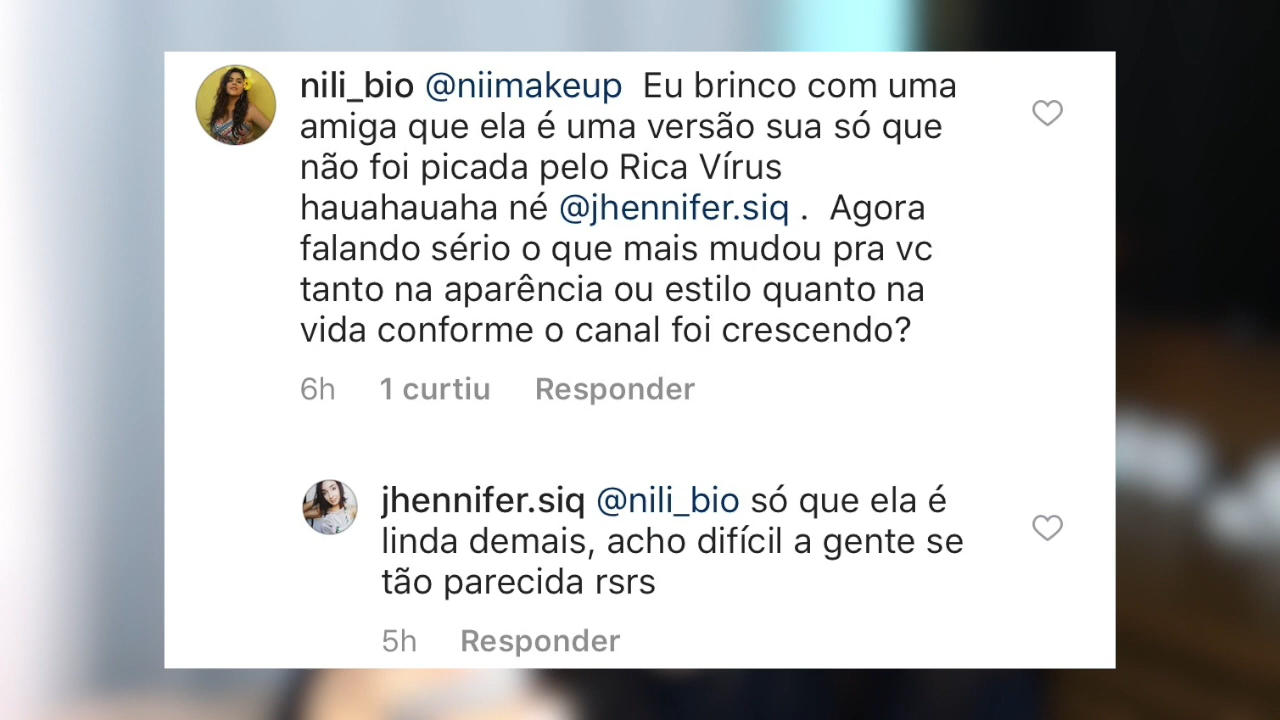 nili_bio @niimakeup Eu brinco com uma
amiga que ela é uma versão sua só que
não foi picada pelo Rica Vírus
hauahauaha né @jhennifer.siq . Agora
falando sério o que mais mudou pra vc
tanto na aparência ou estilo quanto na
vida conforme o canal foi crescendo?
6h 1 curtiu Responder
jhennifer.siq @nili_bio só que ela é
linda demais, acho difícil a gente se
tão parecida rsrs
5h Responder